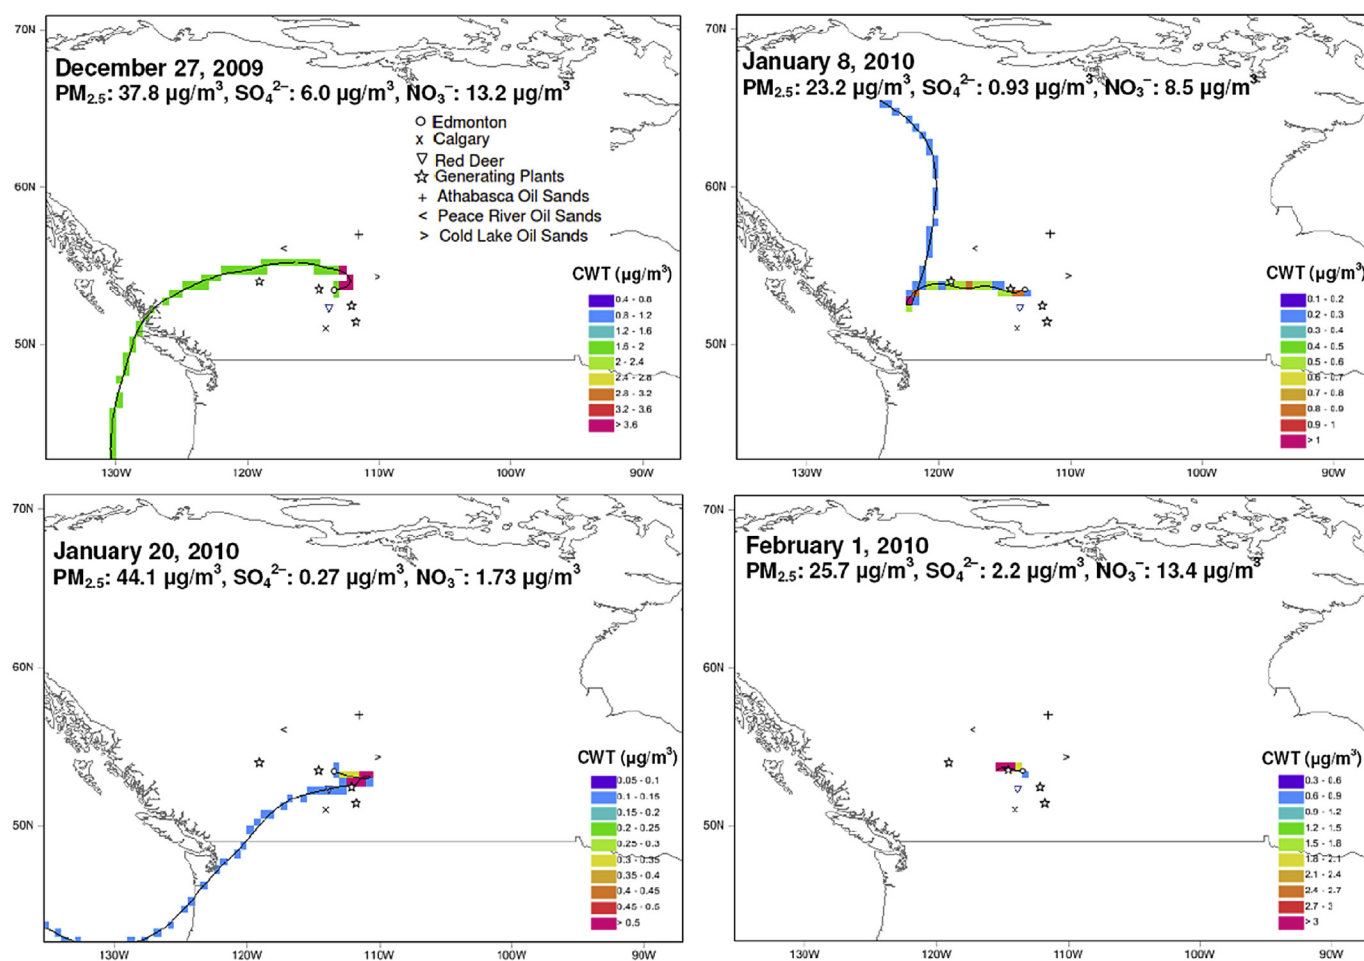 70N
December 27, 2009
PM₂.₅: 37.8 µg/m³, SO₄²⁻: 6.0 µg/m³, NO₃⁻: 13.2 µg/m³
Edmonton
Calgary
Red Deer
Generating Plants
Athabasca Oil Sands
Peace River Oil Sands
Cold Lake Oil Sands
60N
50N
CWT (µg/m³)
0.4 - 0.8
0.8 - 1.2
1.2 - 1.6
1.6 - 2
2 - 2.4
2.4 - 2.8
2.8 - 3.2
3.2 - 3.6
> 3.6
130W 120W 110W 100W 90W
70N
January 8, 2010
PM₂.₅: 23.2 µg/m³, SO₄²⁻: 0.93 µg/m³, NO₃⁻: 8.5 µg/m³
60N
50N
CWT (µg/m³)
0.1 - 0.2
0.2 - 0.3
0.3 - 0.4
0.4 - 0.5
0.5 - 0.6
0.6 - 0.7
0.7 - 0.8
0.8 - 0.9
0.9 - 1
> 1
130W 120W 110W 100W 90W
70N
January 20, 2010
PM₂.₅: 44.1 µg/m³, SO₄²⁻: 0.27 µg/m³, NO₃⁻: 1.73 µg/m³
60N
50N
CWT (µg/m³)
0.05 - 0.1
0.1 - 0.15
0.15 - 0.2
0.2 - 0.25
0.25 - 0.3
0.3 - 0.35
0.35 - 0.4
0.4 - 0.45
0.45 - 0.5
> 0.5
130W 120W 110W 100W 90W
70N
February 1, 2010
PM₂.₅: 25.7 µg/m³, SO₄²⁻: 2.2 µg/m³, NO₃⁻: 13.4 µg/m³
60N
50N
CWT (µg/m³)
0.3 - 0.6
0.6 - 0.9
0.9 - 1.2
1.2 - 1.5
1.5 - 1.8
1.8 - 2.1
2.1 - 2.4
2.4 - 2.7
2.7 - 3
> 3
130W 120W 110W 100W 90W